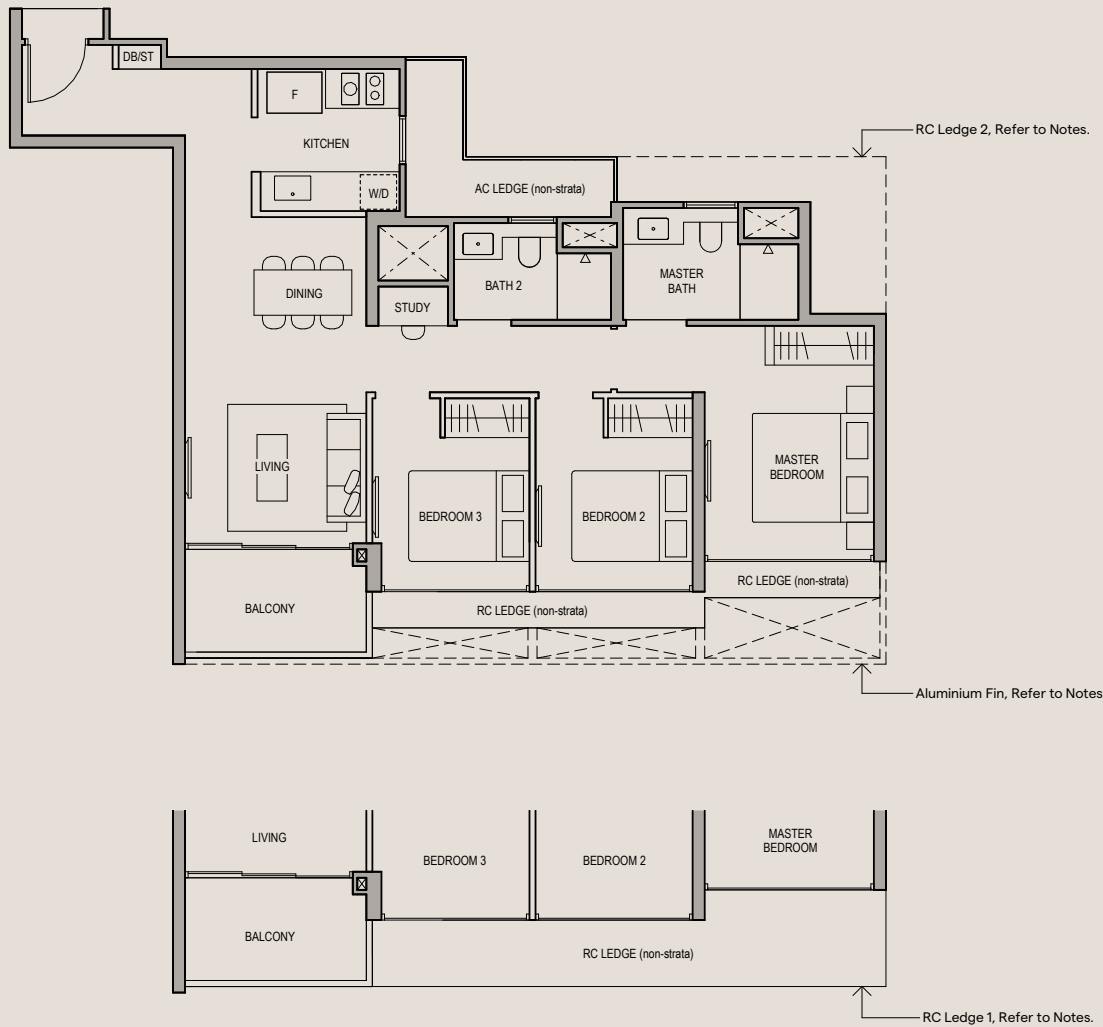 DB/ST
F
KITCHEN
RC Ledge 2, Refer to Notes.
W/D
AC LEDGE (non-strata)
DINING
STUDY
BATH 2
MASTER
BATH
LIVING
BEDROOM 3
BEDROOM 2
MASTER
BEDROOM
BALCONY
RC LEDGE (non-strata)
RC LEDGE (non-strata)
Aluminium Fin, Refer to Notes
LIVING
BEDROOM 3
BEDROOM 2
MASTER
BEDROOM
BALCONY
RC LEDGE (non-strata)
RC Ledge 1, Refer to Notes.